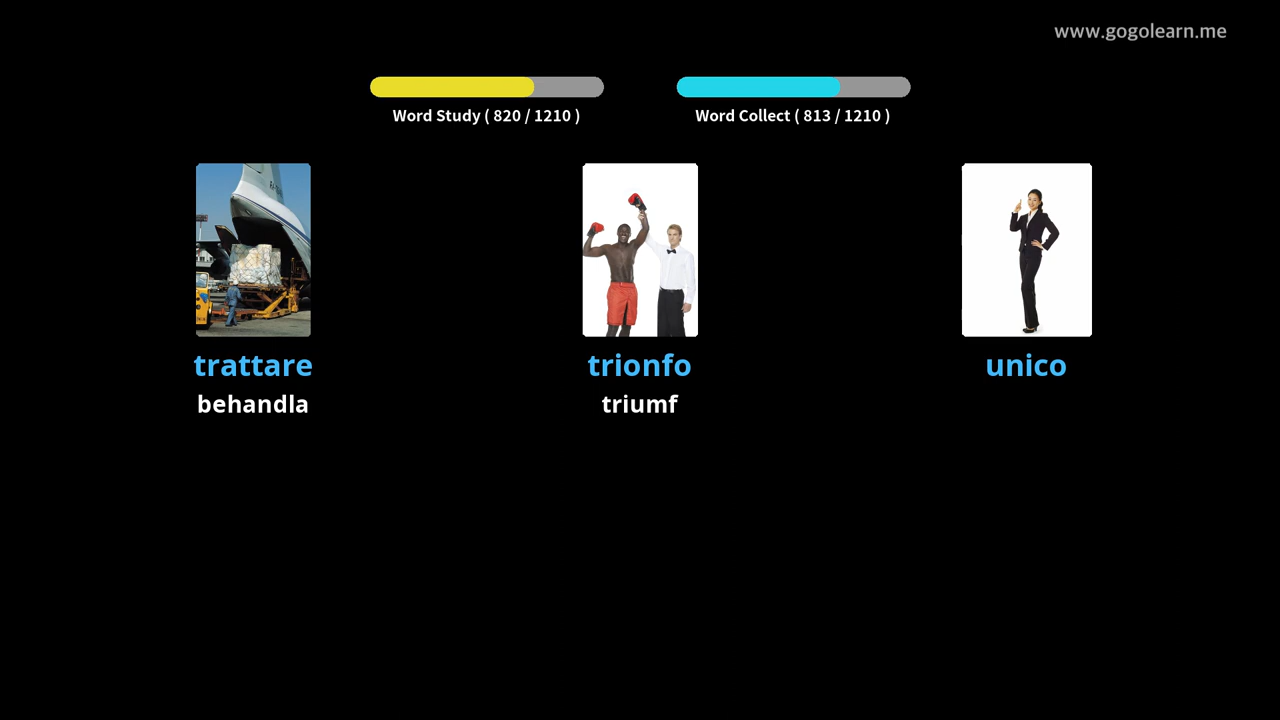 www.gogolearn.me
Word Study ( 820 / 1210 )
Word Collect ( 813 / 1210 )
trattare
trionfo
unico
behandla
triumf